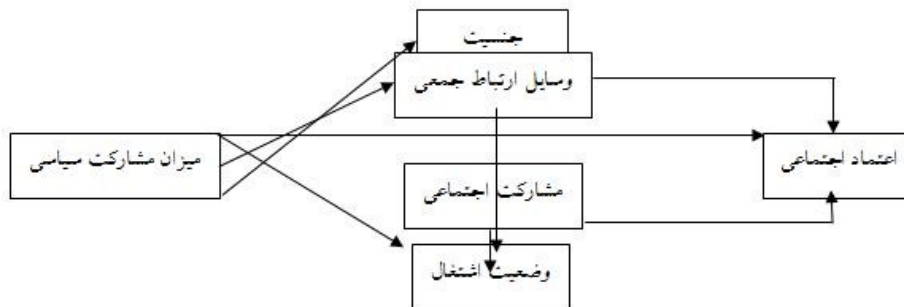 جنسیت
وسایل ارتباط جمعی
میزان مشارکت سیاسی
اعتماد اجتماعی
مشارکت اجتماعی
وضعیت اشتغال